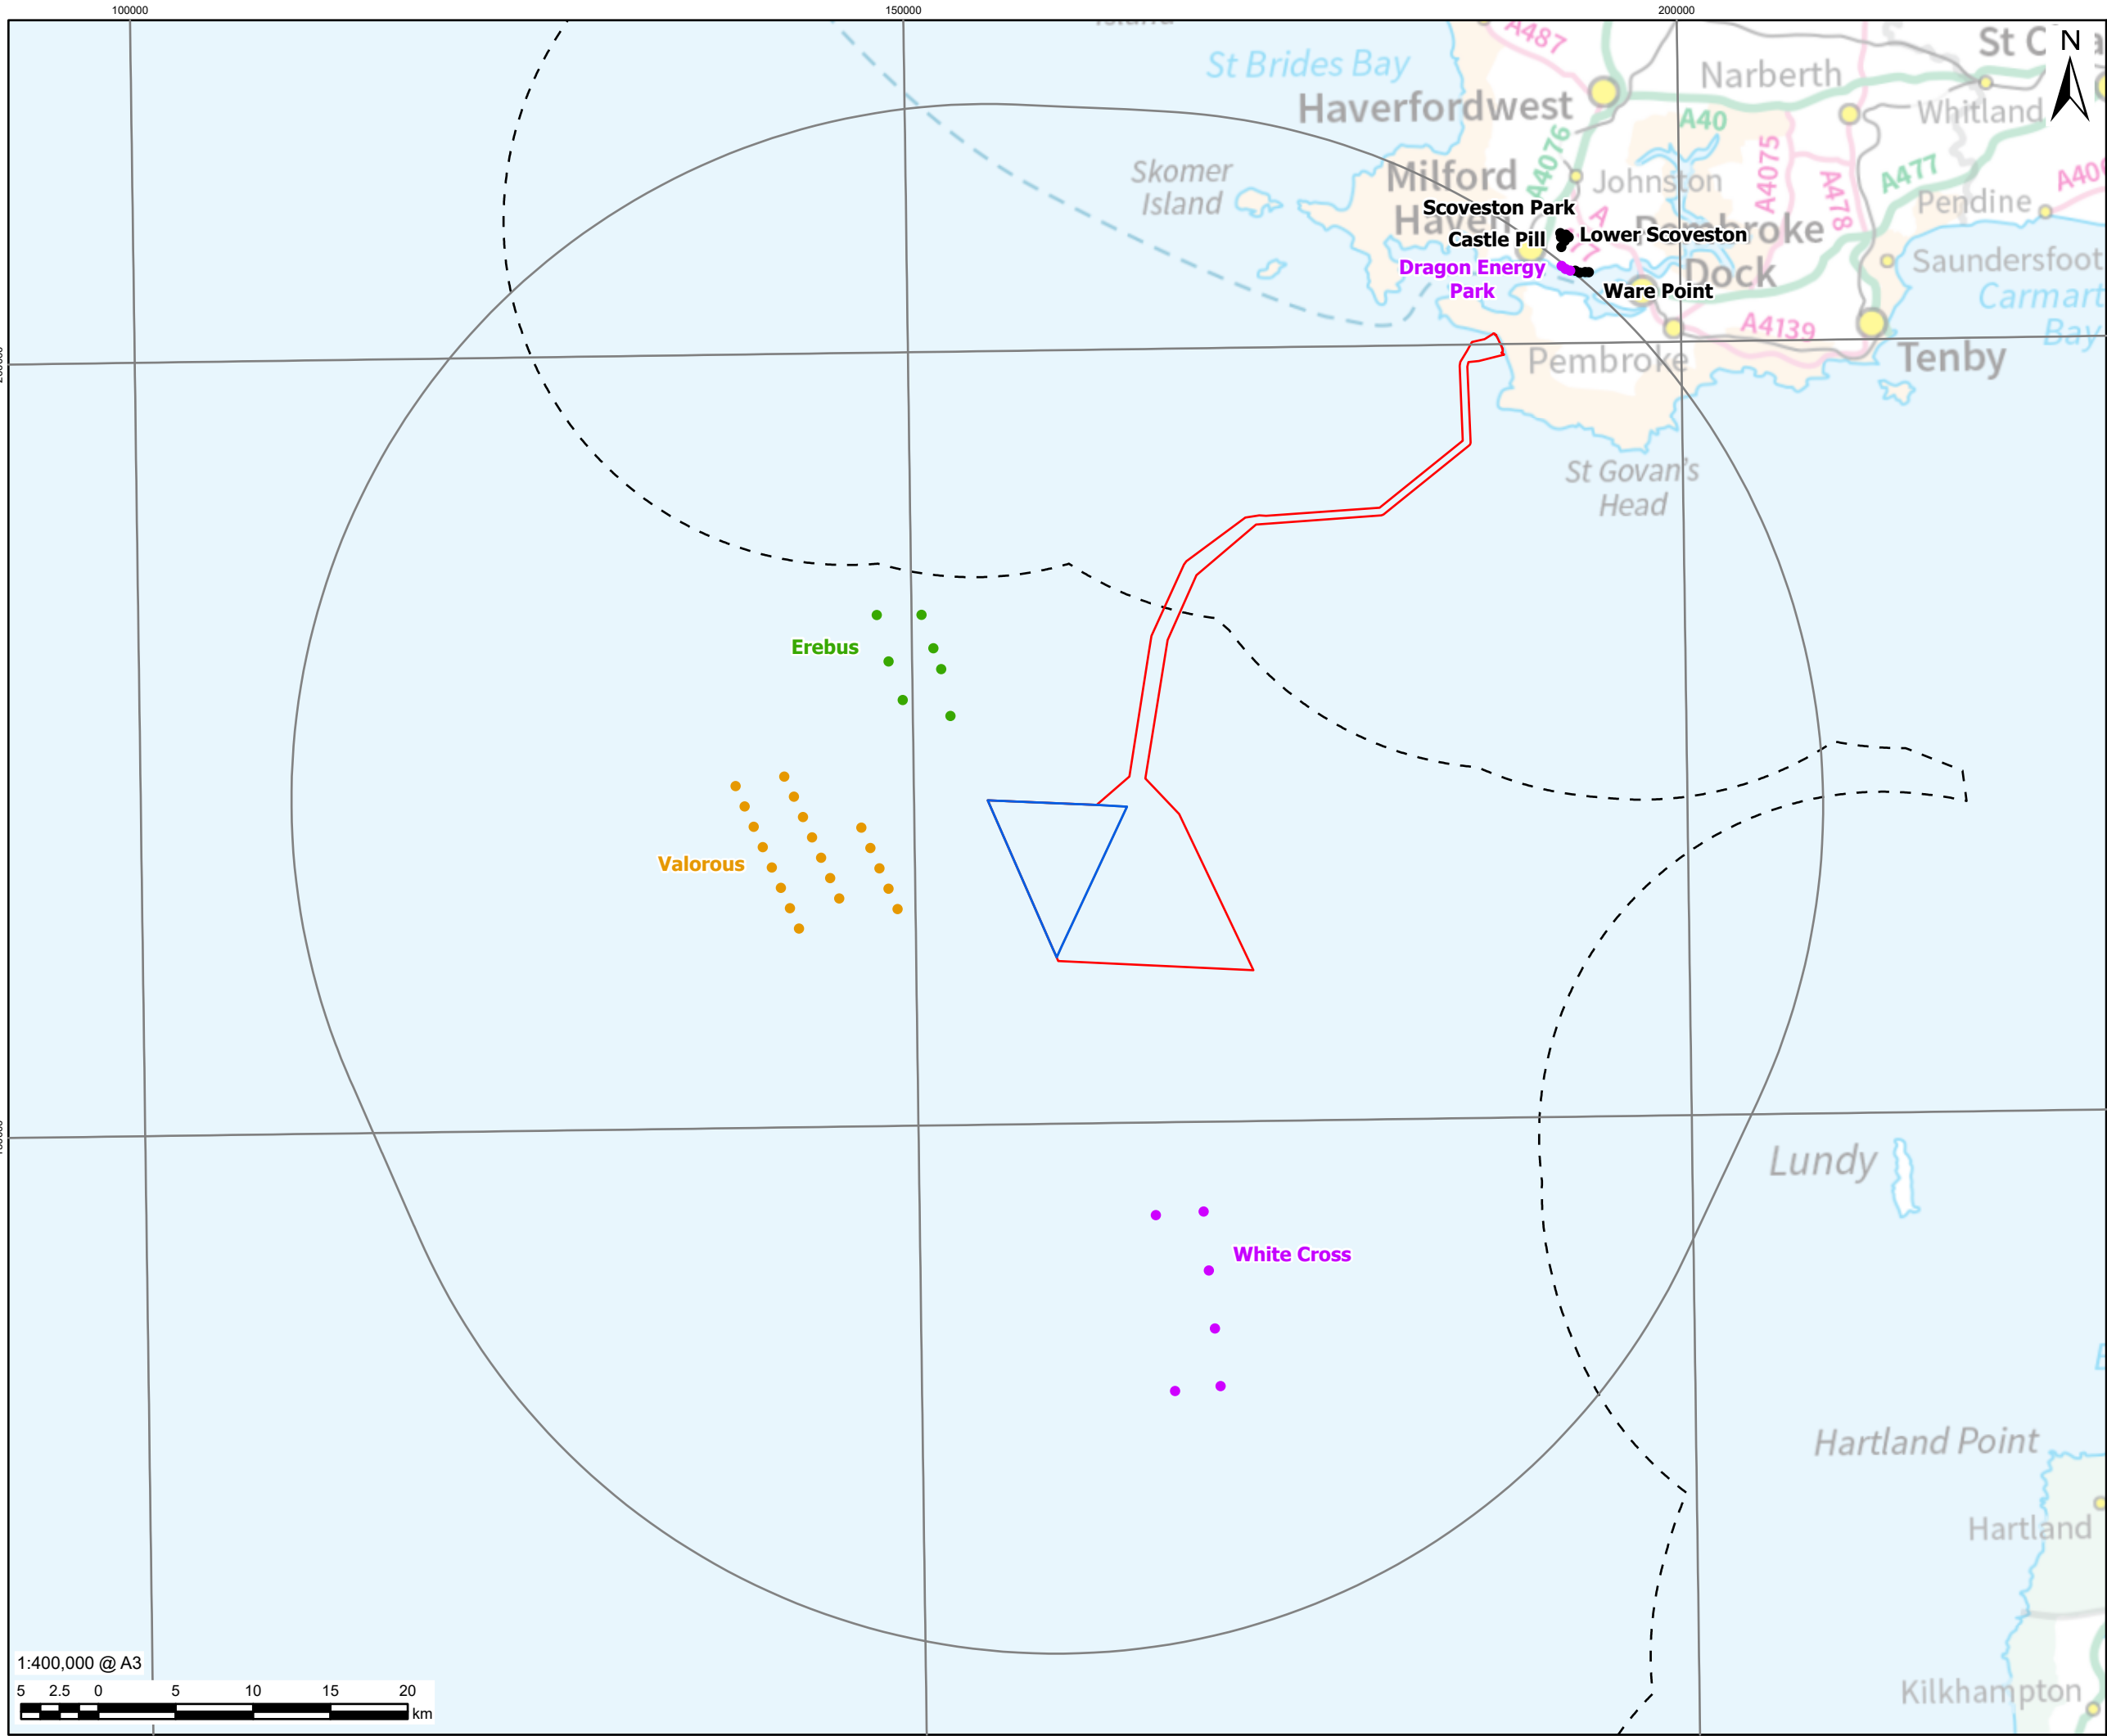 100000
150000
200000
N
St Brides Bay
A487
Narberth
Haverfordwest
Whitland
A40
A4076
A4075
A478
A477
Skomer
Island
Milford
Haven
Johnston
Pendine
Scoveston Park
A
Pembroke
Dock
Castle Pill
Lower Scoveston
Dragon Energy
Park
Ware Point
Saundersfoot
Carmart
Bay
A4139
Pembroke
Tenby
St Govan's
Head
Erebus
Valorous
White Cross
Lundy
Hartland Point
Hartland
Kilkhampton
1:400,000 @ A3
5 2.5 0 5 10 15 20
km